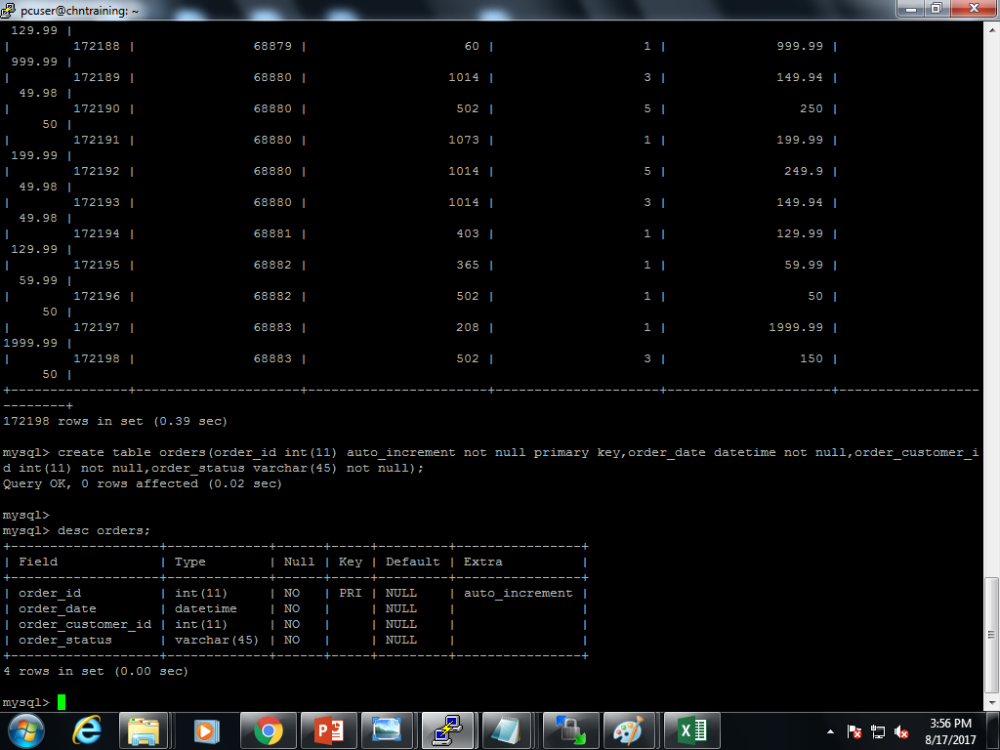 pcuser@chntraining: ~
129.99 |
| 172188 | 68879 | 60 | 1 | 999.99 |
999.99 |
| 172189 | 68880 | 1014 | 3 | 149.94 |
49.98 |
| 172190 | 68880 | 502 | 5 | 250 |
50 |
| 172191 | 68880 | 1073 | 1 | 199.99 |
199.99 |
| 172192 | 68880 | 1014 | 5 | 249.9 |
49.98 |
| 172193 | 68880 | 1014 | 3 | 149.94 |
49.98 |
| 172194 | 68881 | 403 | 1 | 129.99 |
129.99 |
| 172195 | 68882 | 365 | 1 | 59.99 |
59.99 |
| 172196 | 68882 | 502 | 1 | 50 |
50 |
| 172197 | 68883 | 208 | 1 | 1999.99 |
1999.99 |
| 172198 | 68883 | 502 | 3 | 150 |
50 |
+---------------+---------------------+-----------------------+---------------------+---------------------+------------------
--------+
172198 rows in set (0.39 sec)
mysql> create table orders(order_id int(11) auto_increment not null primary key,order_date datetime not null,order_customer_i
d int(11) not null,order_status varchar(45) not null);
Query OK, 0 rows affected (0.02 sec)
mysql>
mysql> desc orders;
+-------------------+-------------+------+-----+---------+----------------+
| Field | Type | Null | Key | Default | Extra |
+-------------------+-------------+------+-----+---------+----------------+
| order_id | int(11) | NO | PRI | NULL | auto_increment |
| order_date | datetime | NO | | NULL | |
| order_customer_id | int(11) | NO | | NULL | |
| order_status | varchar(45) | NO | | NULL | |
+-------------------+-------------+------+-----+---------+----------------+
4 rows in set (0.00 sec)
mysql>
3:56 PM
8/17/2017